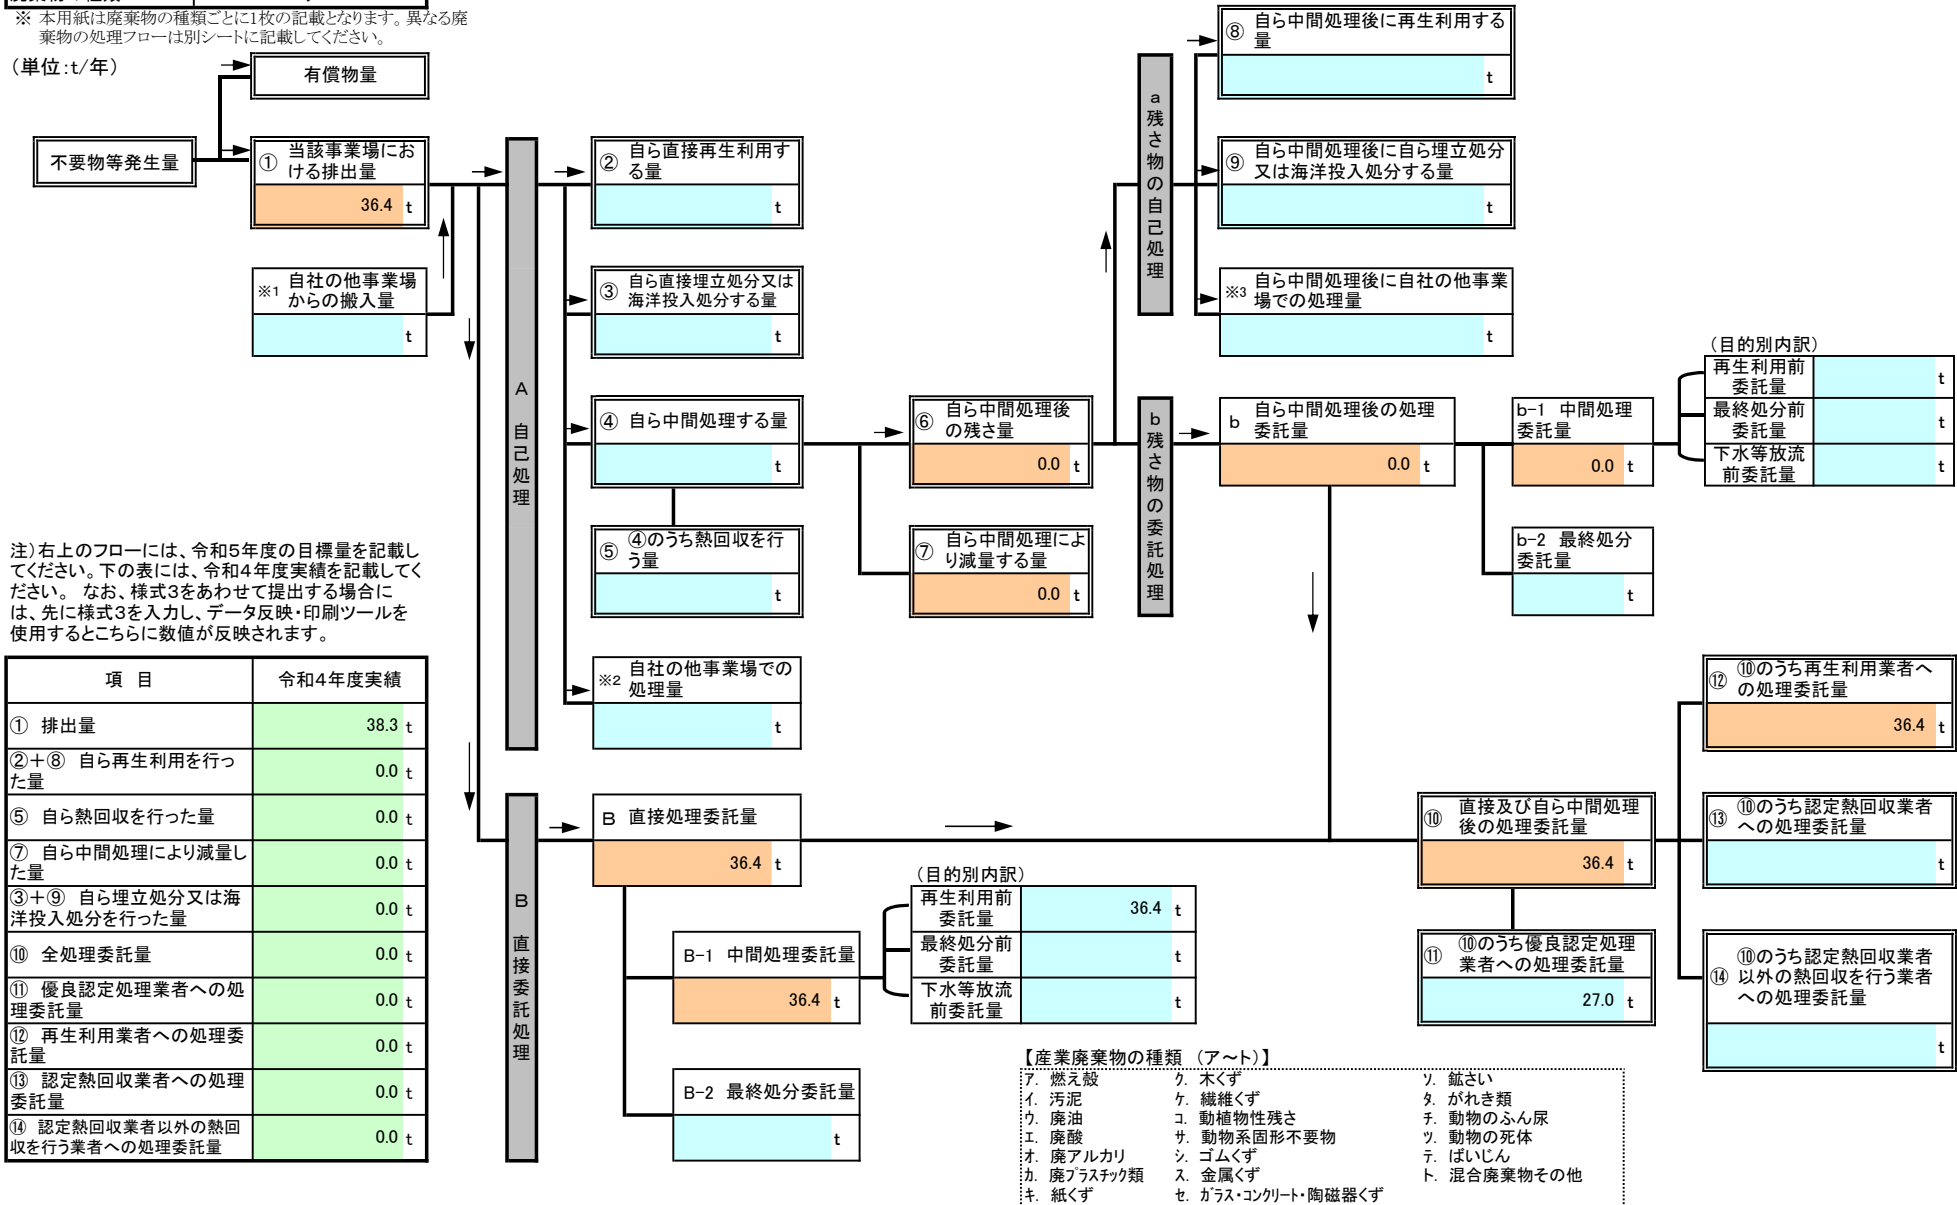 ※ 本用紙は廃棄物の種類ごとに1枚の記載となります。異なる廃
棄物の処理フローは別シートに記載してください。
(単位:t/年)
有償物量
不要物等発生量
① 当該事業場にお
ける排出量
36.4 t
※1 自社の他事業場
からの搬入量
t
A 自己処理
② 自ら直接再生利用す
る量
t
③ 自ら直接埋立処分又は
海洋投入処分する量
t
④ 自ら中間処理する量
t
⑤ ④のうち熱回収を行
う量
t
※2 自社の他事業場での
処理量
t
⑥ 自ら中間処理後
の残さ量
0.0 t
⑦ 自ら中間処理によ
り減量する量
0.0 t
a 残さ物の自己処理
⑧ 自ら中間処理後に再生利用する
量
t
⑨ 自ら中間処理後に自ら埋立処分
又は海洋投入処分する量
t
※3 自ら中間処理後に自社の他事業
場での処理量
t
b 残さ物の委託処理
b 自ら中間処理後の処理
委託量
0.0 t
b-1 中間処理
委託量
0.0 t
b-2 最終処分
委託量
t
(目的別内訳)
再生利用前
委託量
t
最終処分前
委託量
t
下水等放流
前委託量
t
注)右上のフローには、令和5年度の目標量を記載し
てください。下の表には、令和4年度実績を記載してく
ださい。 なお、様式3をあわせて提出する場合に
は、先に様式3を入力し、データ反映・印刷ツールを
使用するとこちらに数値が反映されます。
項 目 令和4年度実績
① 排出量 38.3 t
②+⑧ 自ら再生利用を行っ
た量 0.0 t
⑤ 自ら熱回収を行った量 0.0 t
⑦ 自ら中間処理により減量し
た量 0.0 t
③+⑨ 自ら埋立処分又は海
洋投入処分を行った量 0.0 t
⑩ 全処理委託量 0.0 t
⑪ 優良認定処理業者への処
理委託量 0.0 t
⑫ 再生利用業者への処理委
託量 0.0 t
⑬ 認定熱回収業者への処理
委託量 0.0 t
⑭ 認定熱回収業者以外の熱回
収を行う業者への処理委託量 0.0 t
B 直接委託処理
B 直接処理委託量
36.4 t
B-1 中間処理委託量
36.4 t
B-2 最終処分委託量
t
(目的別内訳)
再生利用前
委託量
36.4 t
最終処分前
委託量
t
下水等放流
前委託量
t
⑩ 直接及び自ら中間処理
後の処理委託量
36.4 t
⑪ ⑩のうち優良認定処理
業者への処理委託量
27.0 t
⑫ ⑩のうち再生利用業者へ
の処理委託量
36.4 t
⑬ ⑩のうち認定熱回収業者
への処理委託量
t
⑭ ⑩のうち認定熱回収業者
以外の熱回収を行う業者
への処理委託量
t
【産業廃棄物の種類 (ア~ト)】
ア. 燃え殻 ク. 木くず ソ. 鉱さい
イ. 汚泥 ケ. 繊維くず タ. がれき類
ウ. 廃油 コ. 動植物性残さ チ. 動物のふん尿
エ. 廃酸 サ. 動物系固形不要物 ツ. 動物の死体
オ. 廃アルカリ シ. ゴムくず テ. ばいじん
カ. 廃プラスチック類 ス. 金属くず ト. 混合廃棄物その他
キ. 紙くず セ. ガラス・コンクリート・陶磁器くず